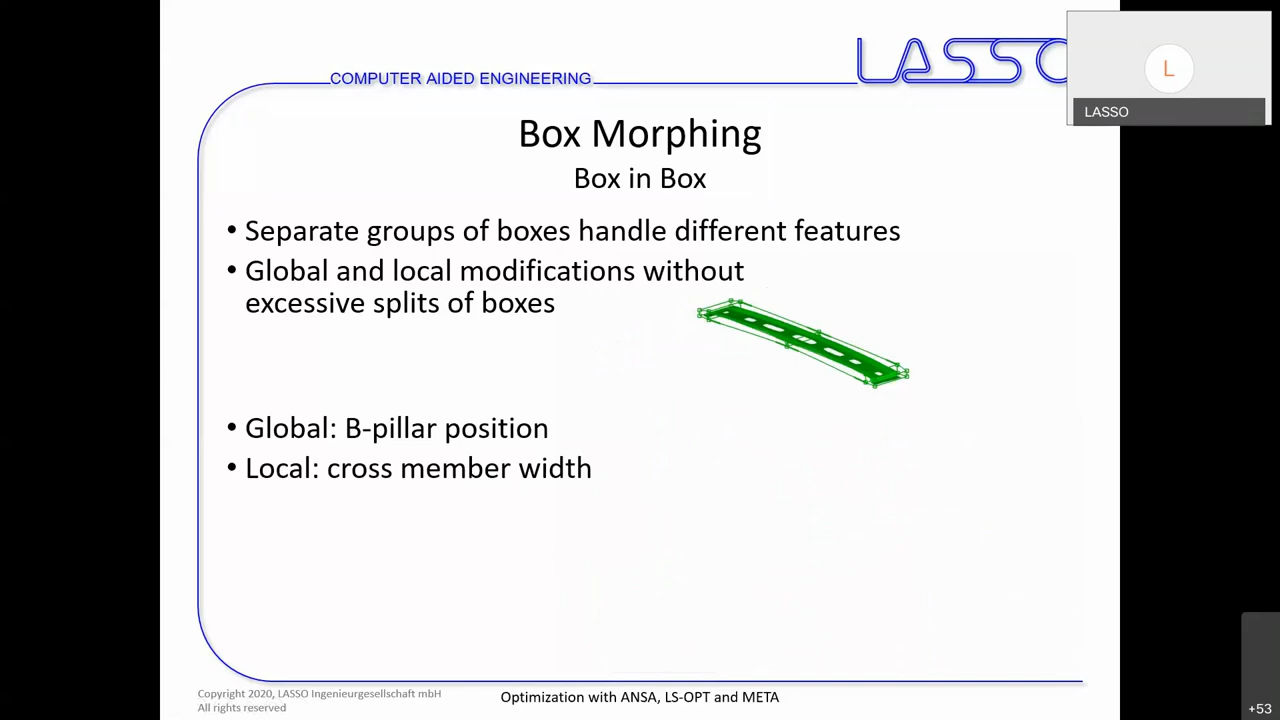 LASSO
L
LASSO
COMPUTER AIDED ENGINEERING
Box Morphing
Box in Box
• Separate groups of boxes handle different features
• Global and local modifications without
excessive splits of boxes
• Global: B-pillar position
• Local: cross member width
Copyright 2020, LASSO Ingenieurgesellschaft mbH
All rights reserved
Optimization with ANSA, LS-OPT and META
+53